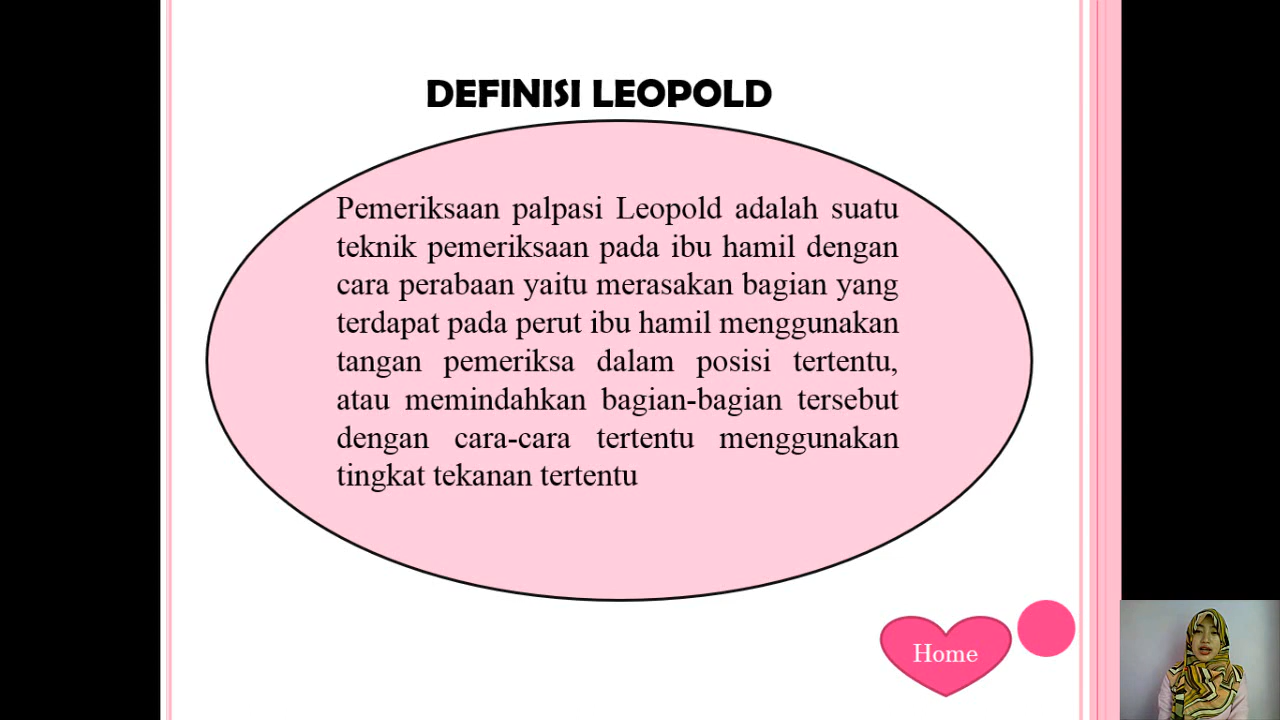 DEFINISI LEOPOLD
Pemeriksaan palpasi Leopold adalah suatu
teknik pemeriksaan pada ibu hamil dengan
cara perabaan yaitu merasakan bagian yang
terdapat pada perut ibu hamil menggunakan
tangan pemeriksa dalam posisi tertentu,
atau memindahkan bagian-bagian tersebut
dengan cara-cara tertentu menggunakan
tingkat tekanan tertentu
Home